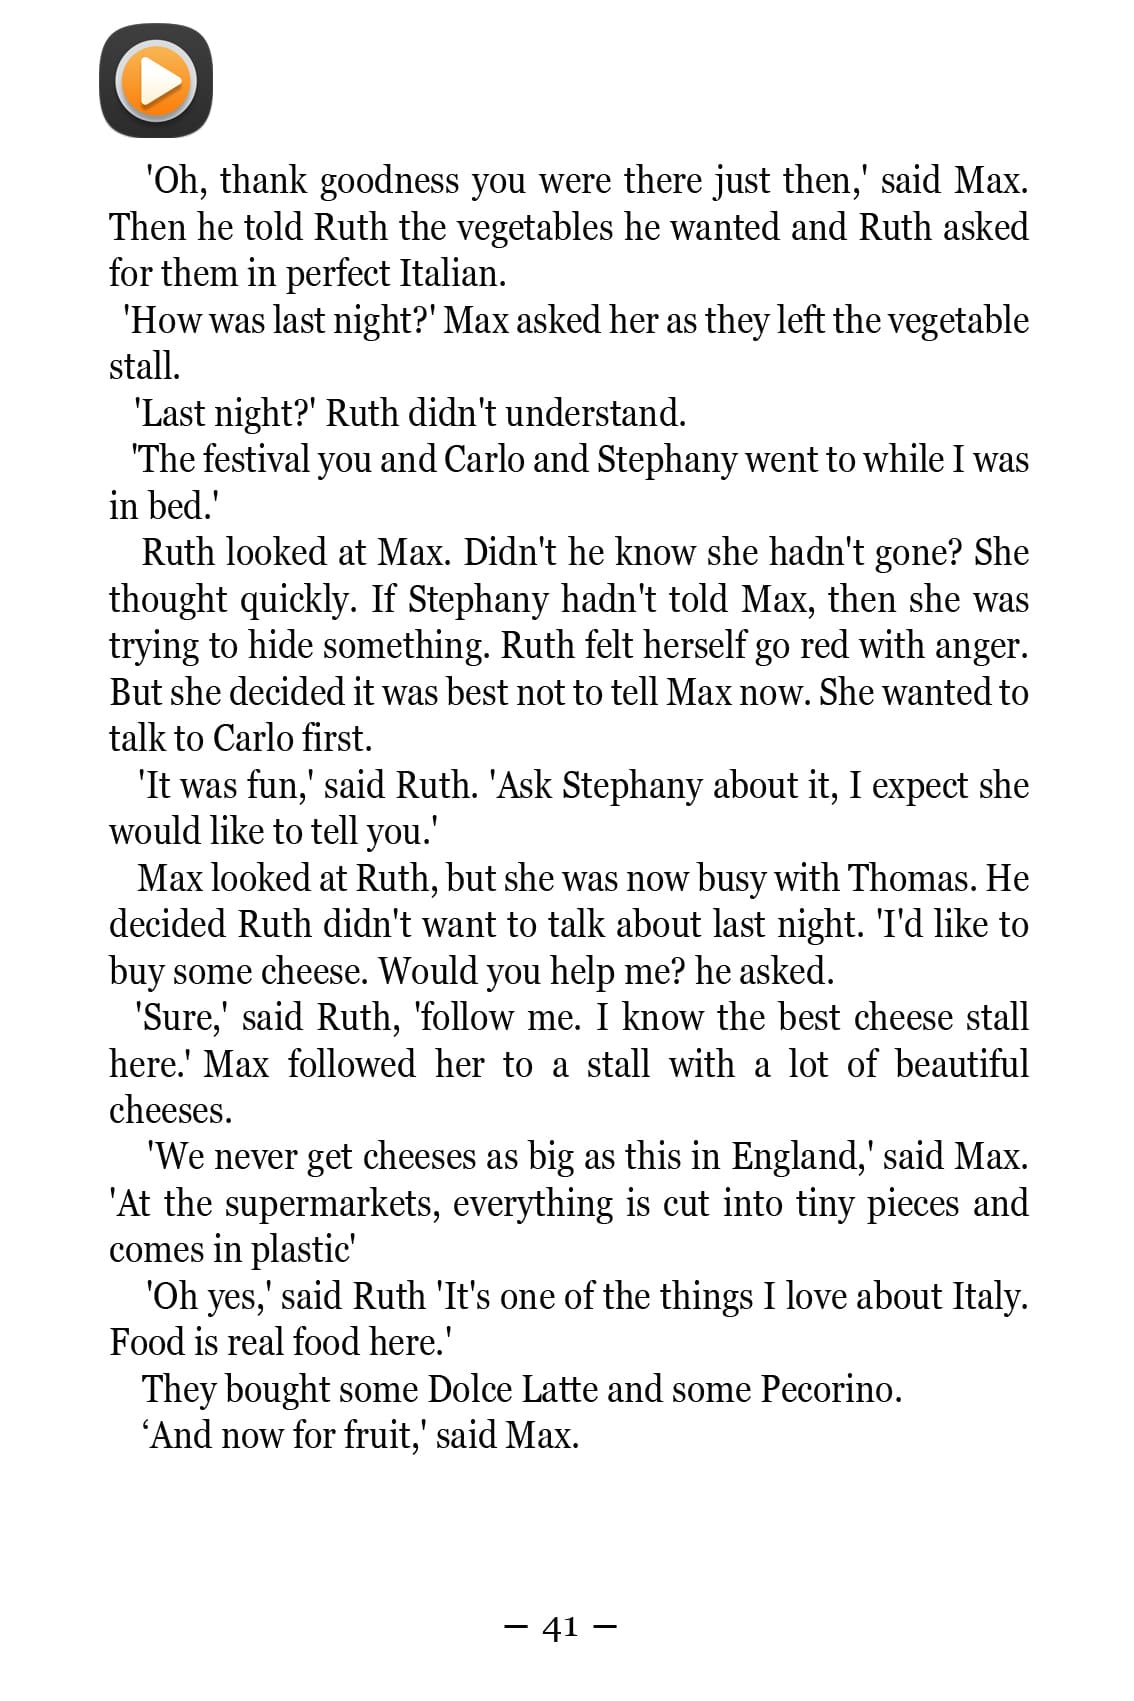 'Oh, thank goodness you were there just then,' said Max.
Then he told Ruth the vegetables he wanted and Ruth asked
for them in perfect Italian.
'How was last night?' Max asked her as they left the vegetable
stall.
'Last night?' Ruth didn't understand.
'The festival you and Carlo and Stephany went to while I was
in bed.'
Ruth looked at Max. Didn't he know she hadn't gone? She
thought quickly. If Stephany hadn't told Max, then she was
trying to hide something. Ruth felt herself go red with anger.
But she decided it was best not to tell Max now. She wanted to
talk to Carlo first.
'It was fun,' said Ruth. 'Ask Stephany about it, I expect she
would like to tell you.'
Max looked at Ruth, but she was now busy with Thomas. He
decided Ruth didn't want to talk about last night. 'I'd like to
buy some cheese. Would you help me? he asked.
'Sure,' said Ruth, 'follow me. I know the best cheese stall
here.' Max followed her to a stall with a lot of beautiful
cheeses.
'We never get cheeses as big as this in England,' said Max.
'At the supermarkets, everything is cut into tiny pieces and
comes in plastic'
'Oh yes,' said Ruth 'It's one of the things I love about Italy.
Food is real food here.'
They bought some Dolce Latte and some Pecorino.
‘And now for fruit,' said Max.
– 41 –